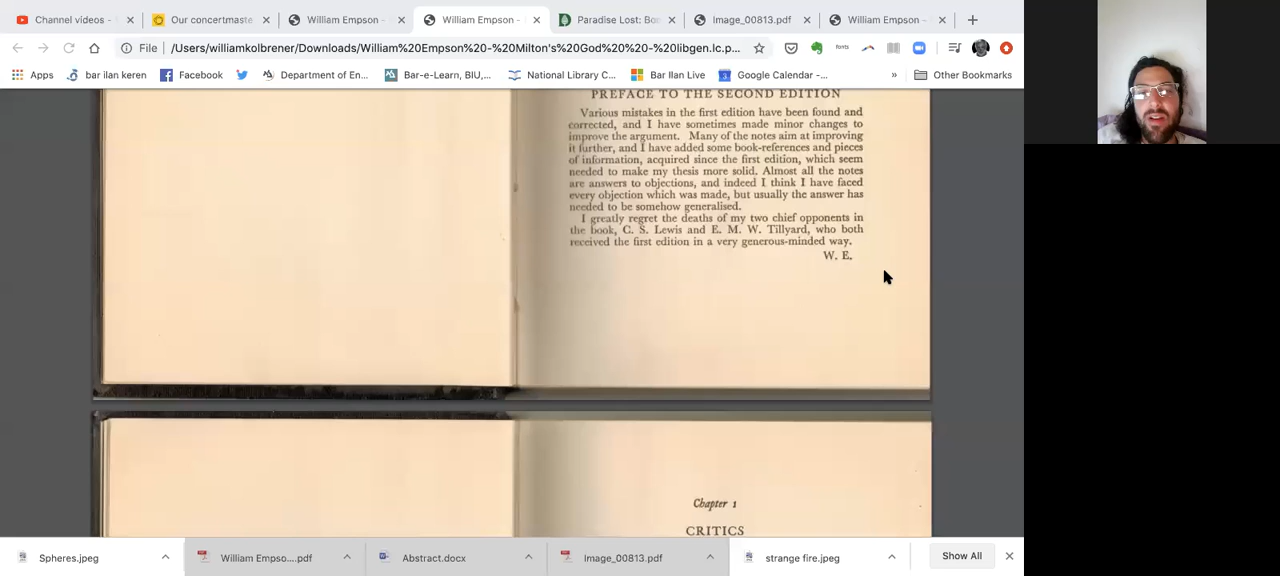 Channel videos -
Our concertmaste
William Empson -
William Empson -
Paradise Lost: Bo
Image_00813.pdf
William Empson -
File
/Users/williamkolbrener/Downloads/William%20Empson%20-%20Milton's%20God%20%20-%20libgen.lc.p...
fonts
Apps
bar ilan keren
Facebook
Department of En...
Bar-e-Learn, BIU,...
National Library C...
Bar Ilan Live
Google Calendar -...
»
Other Bookmarks
PREFACE TO THE SECOND EDITION
Various mistakes in the first edition have been found and
corrected, and I have sometimes made minor changes to
improve the argument. Many of the notes aim at improving
it further, and I have added some book-references and pieces
of information, acquired since the first edition, which seem
needed to make my thesis more solid. Almost all the notes
are answers to objections, and indeed I think I have faced
every objection which was made, but usually the answer has
needed to be somehow generalised.
I greatly regret the deaths of my two chief opponents in
the book, C. S. Lewis and E. M. W. Tillyard, who both
received the first edition in a very generous-minded way.
W. E.
Chapter 1
CRITICS
Spheres.jpeg
William Empso....pdf
Abstract.docx
Image_00813.pdf
strange fire.jpeg
Show All